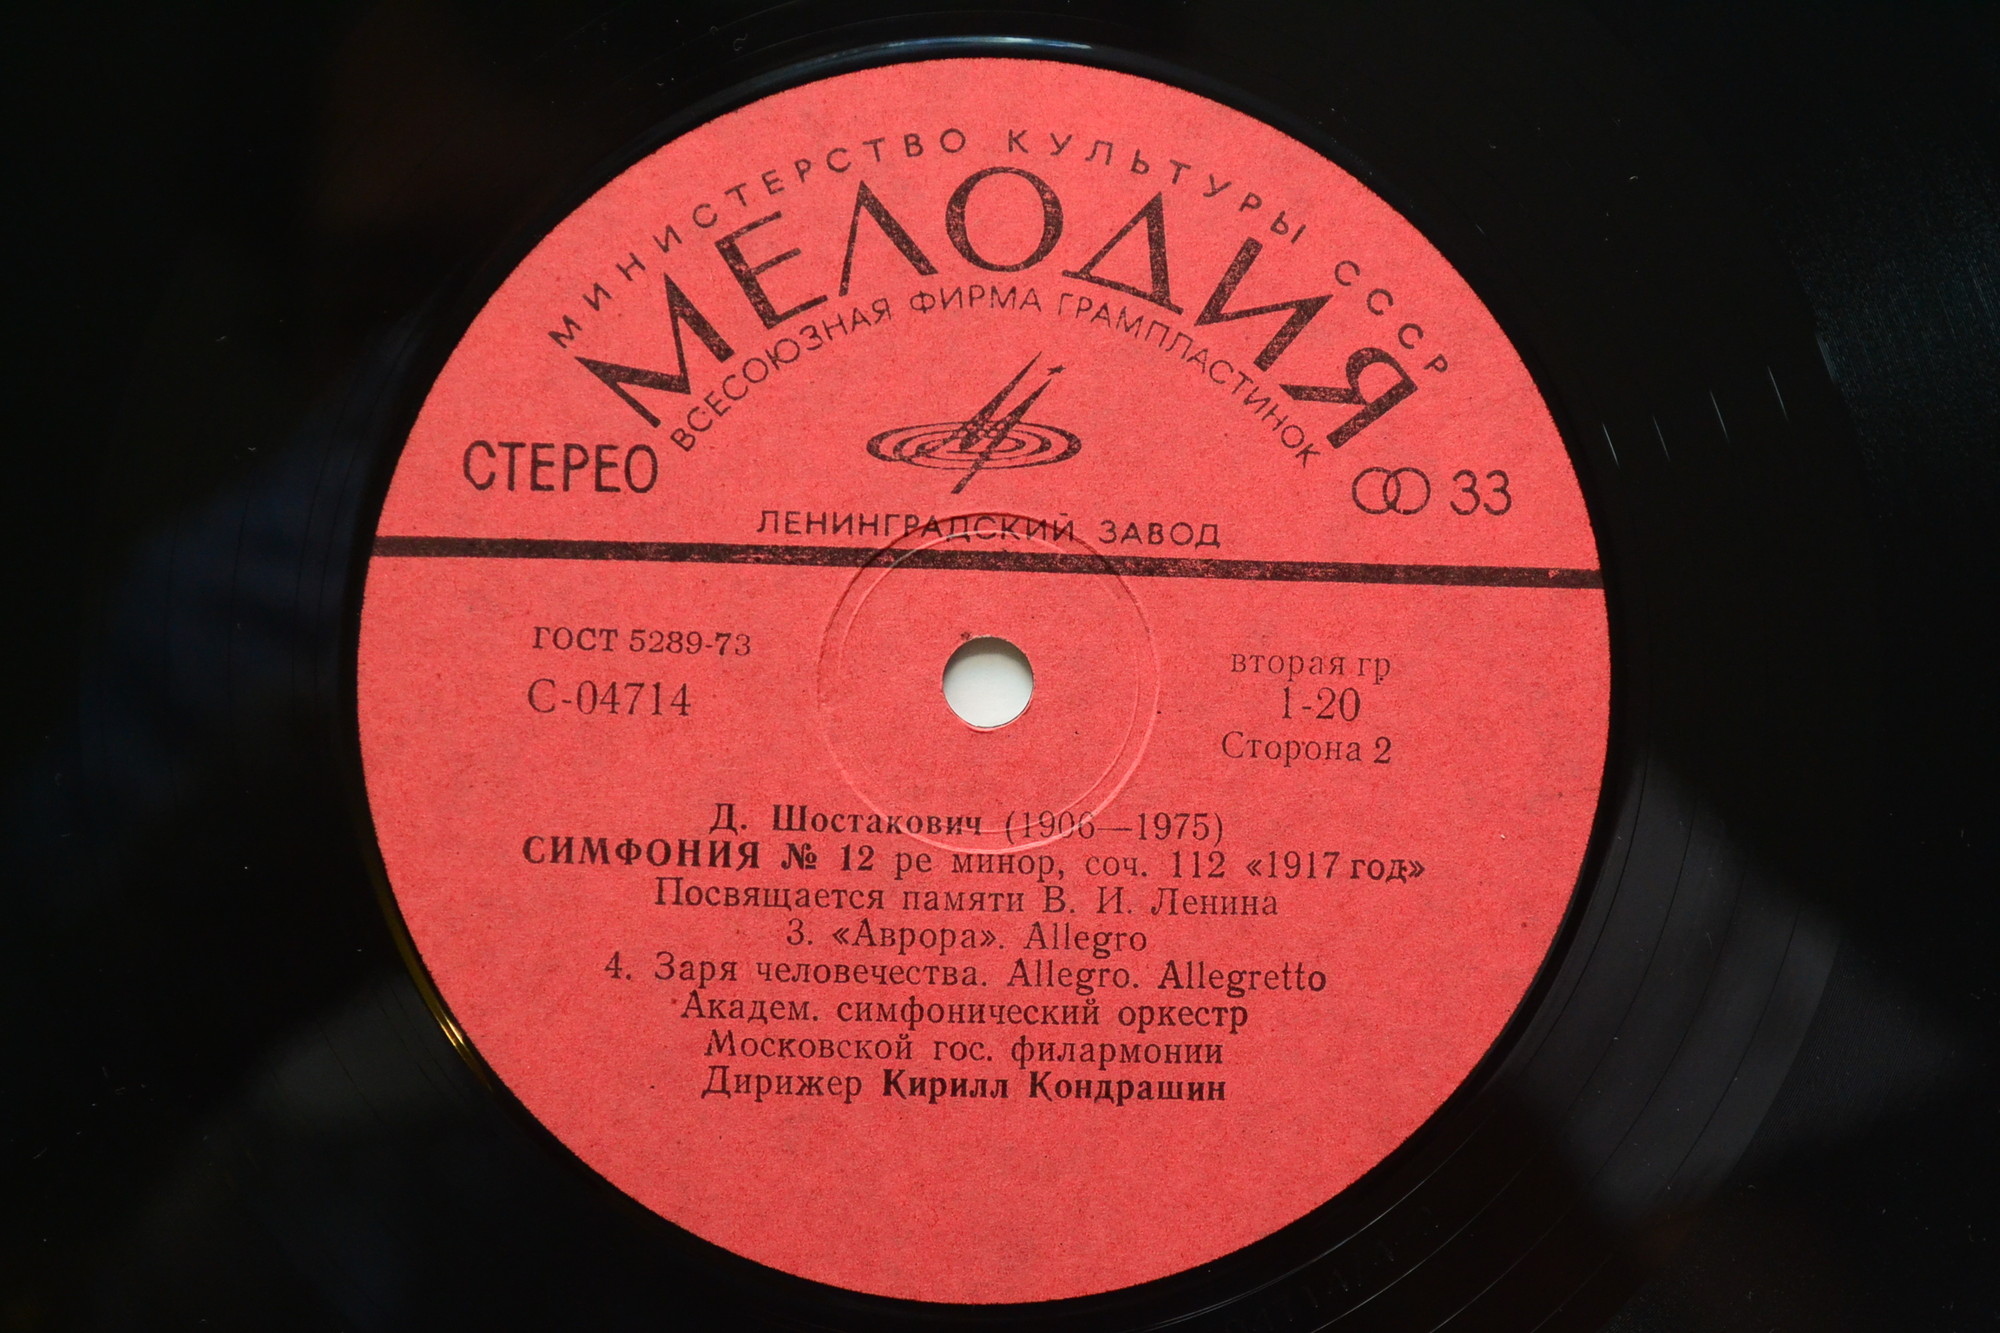 МИНИСТЕРСТВО КУЛЬТУРЫ СССР
МЕЛОДИЯ
ВСЕСОЮЗНАЯ ФИРМА ГРАМПЛАСТИНОК
СТЕРЕО
33
ЛЕНИНГРАДСКИЙ ЗАВОД
ГОСТ 5289-73
С-04714
вторая гр
1-20
Сторона 2
Д. Шостакович (1906—1975)
СИМФОНИЯ № 12 ре минор, соч. 112 «1917 год»
Посвящается памяти В. И. Ленина
3. «Аврора». Allegro
4. Заря человечества. Allegro. Allegretto
Академ. симфонический оркестр
Московской гос. филармонии
Дирижер Кирилл Кондрашин